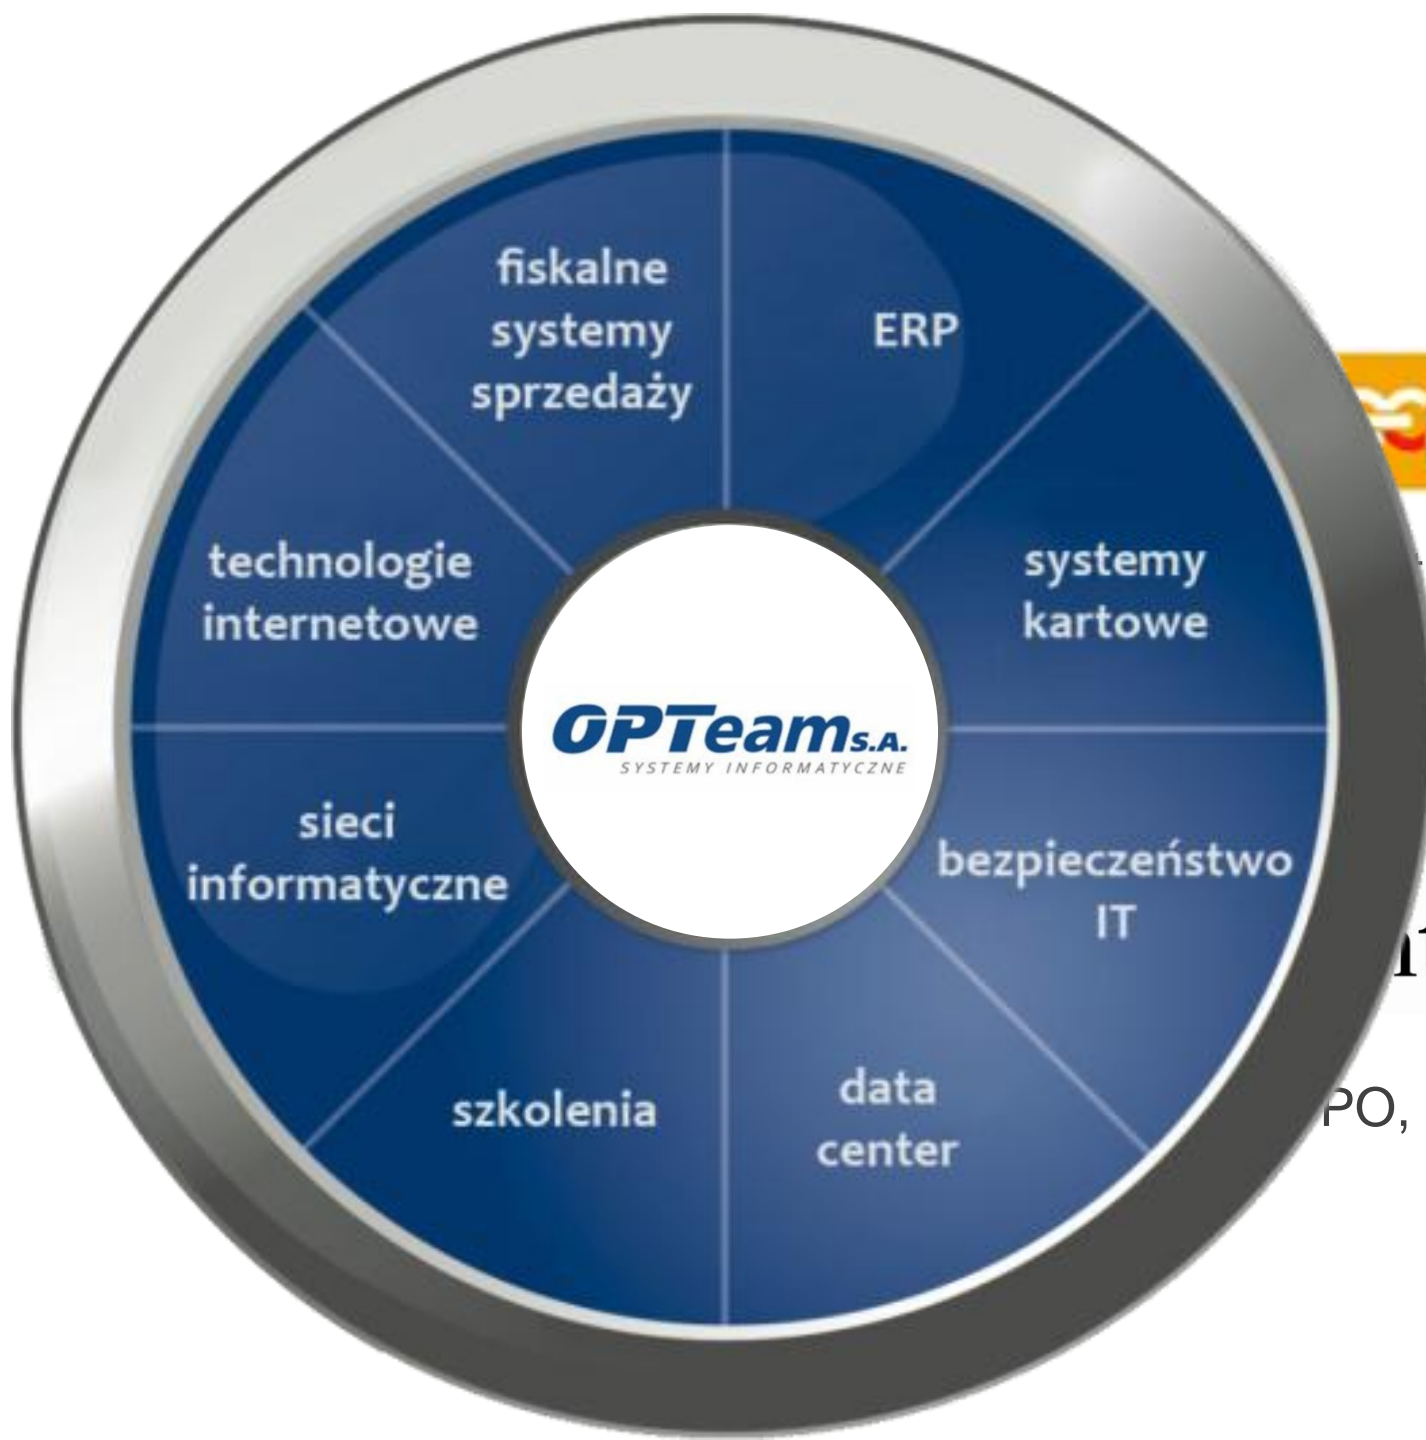 fiskalne
systemy
sprzedaży
ERP
systemy
kartowe
bezpieczeństwo
IT
data
center
szkolenia
sieci
informatyczne
technologie
internetowe
OPTeam S.A.
SYSTEMY INFORMATYCZNE
PO,